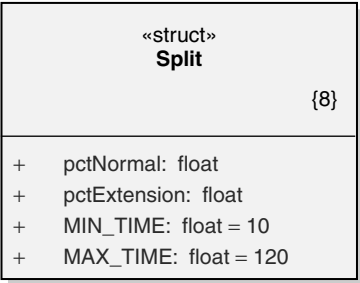 «struct»
Split
{8}
+ pctNormal: float
+ pctExtension: float
+ MIN_TIME: float = 10
+ MAX_TIME: float = 120